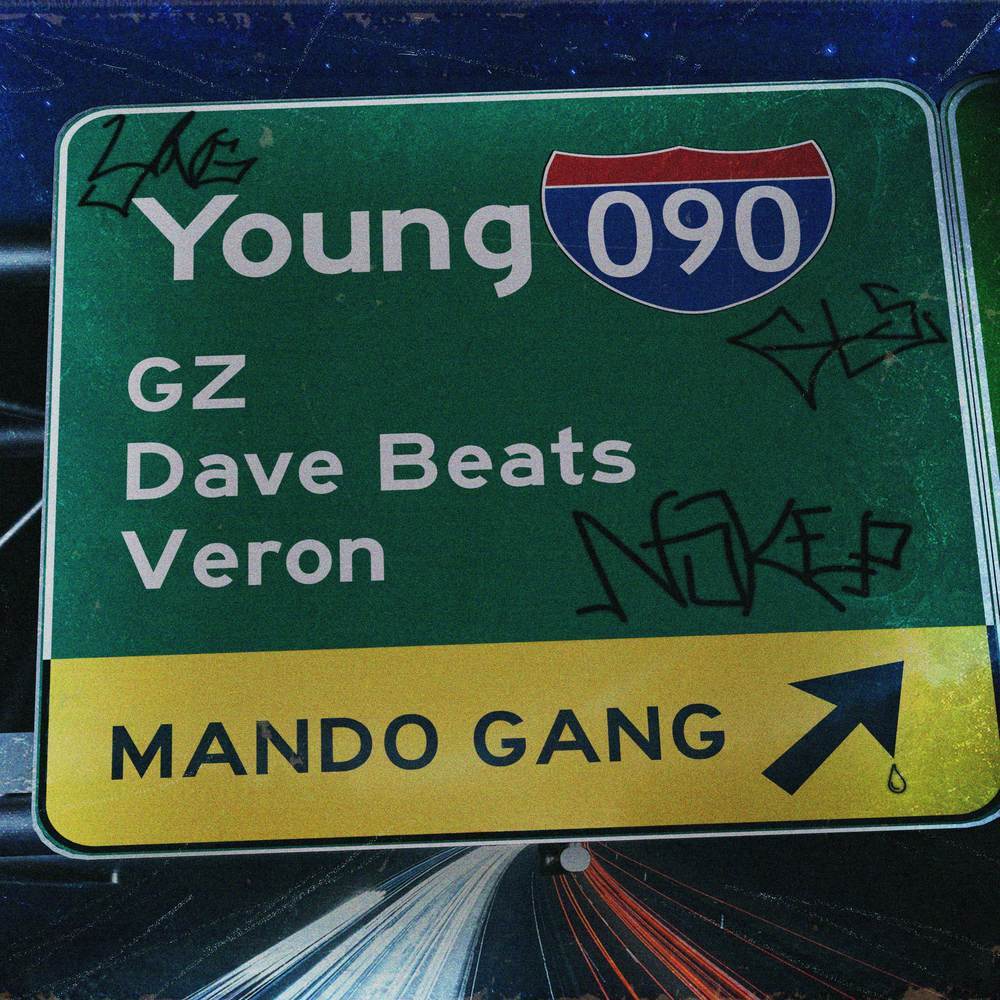 Young 090
GZ
Dave Beats
Veron
MANDO GANG